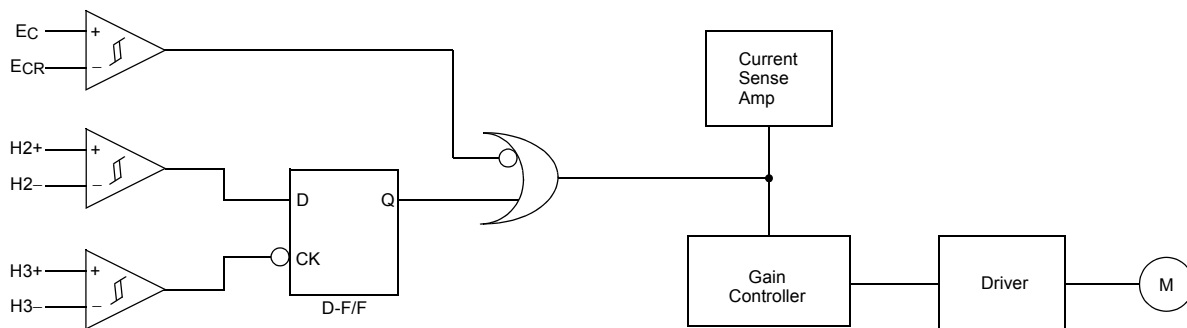 EC
+
ECR
−
Current
Sense
Amp
H2+
+
H2−
−
D
Q
H3+
+
CK
H3−
−
D-F/F
Gain
Controller
Driver
M